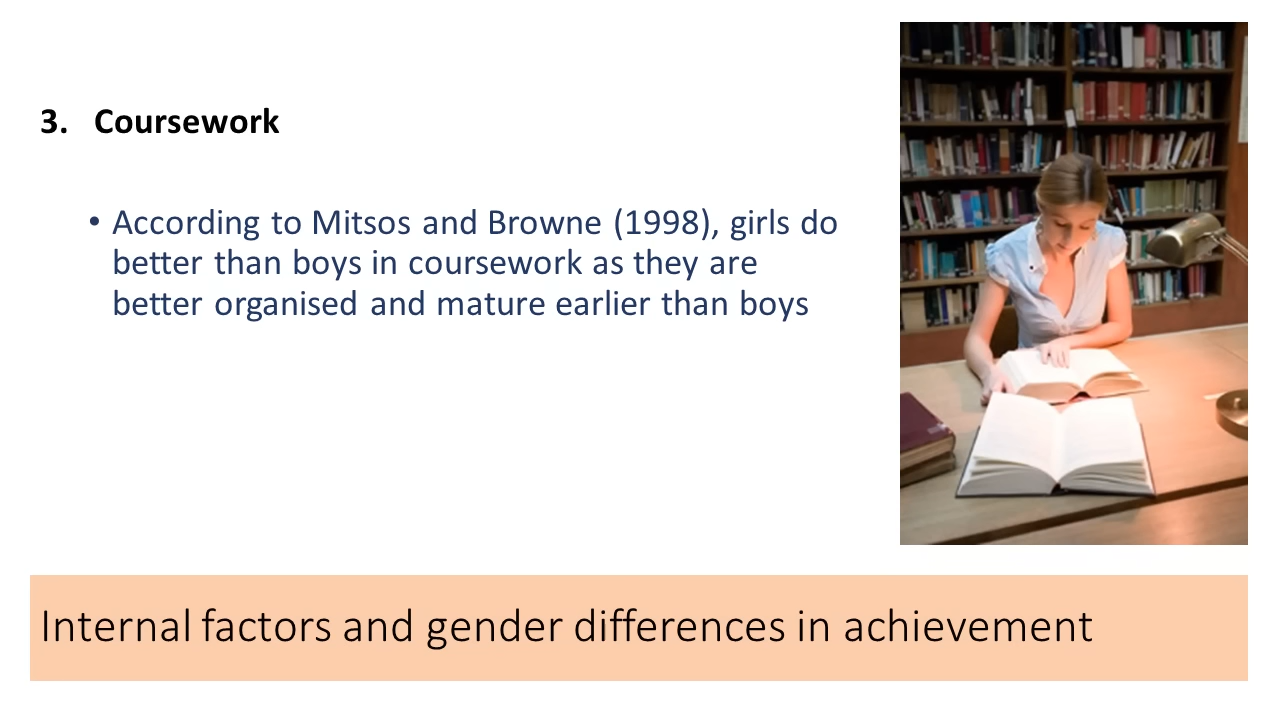 3. Coursework
• According to Mitsos and Browne (1998), girls do
better than boys in coursework as they are
better organised and mature earlier than boys
Internal factors and gender differences in achievement